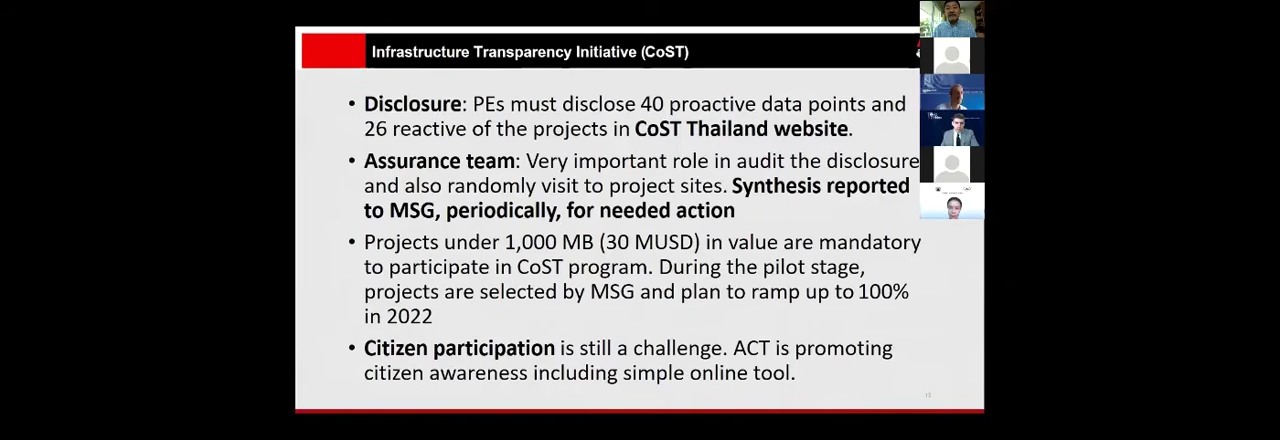 Infrastructure Transparency Initiative (CoST)
• Disclosure: PEs must disclose 40 proactive data points and
26 reactive of the projects in CoST Thailand website.
• Assurance team: Very important role in audit the disclosure
and also randomly visit to project sites. Synthesis reported
to MSG, periodically, for needed action
• Projects under 1,000 MB (30 MUSD) in value are mandatory
to participate in CoST program. During the pilot stage,
projects are selected by MSG and plan to ramp up to 100%
in 2022
• Citizen participation is still a challenge. ACT is promoting
citizen awareness including simple online tool.